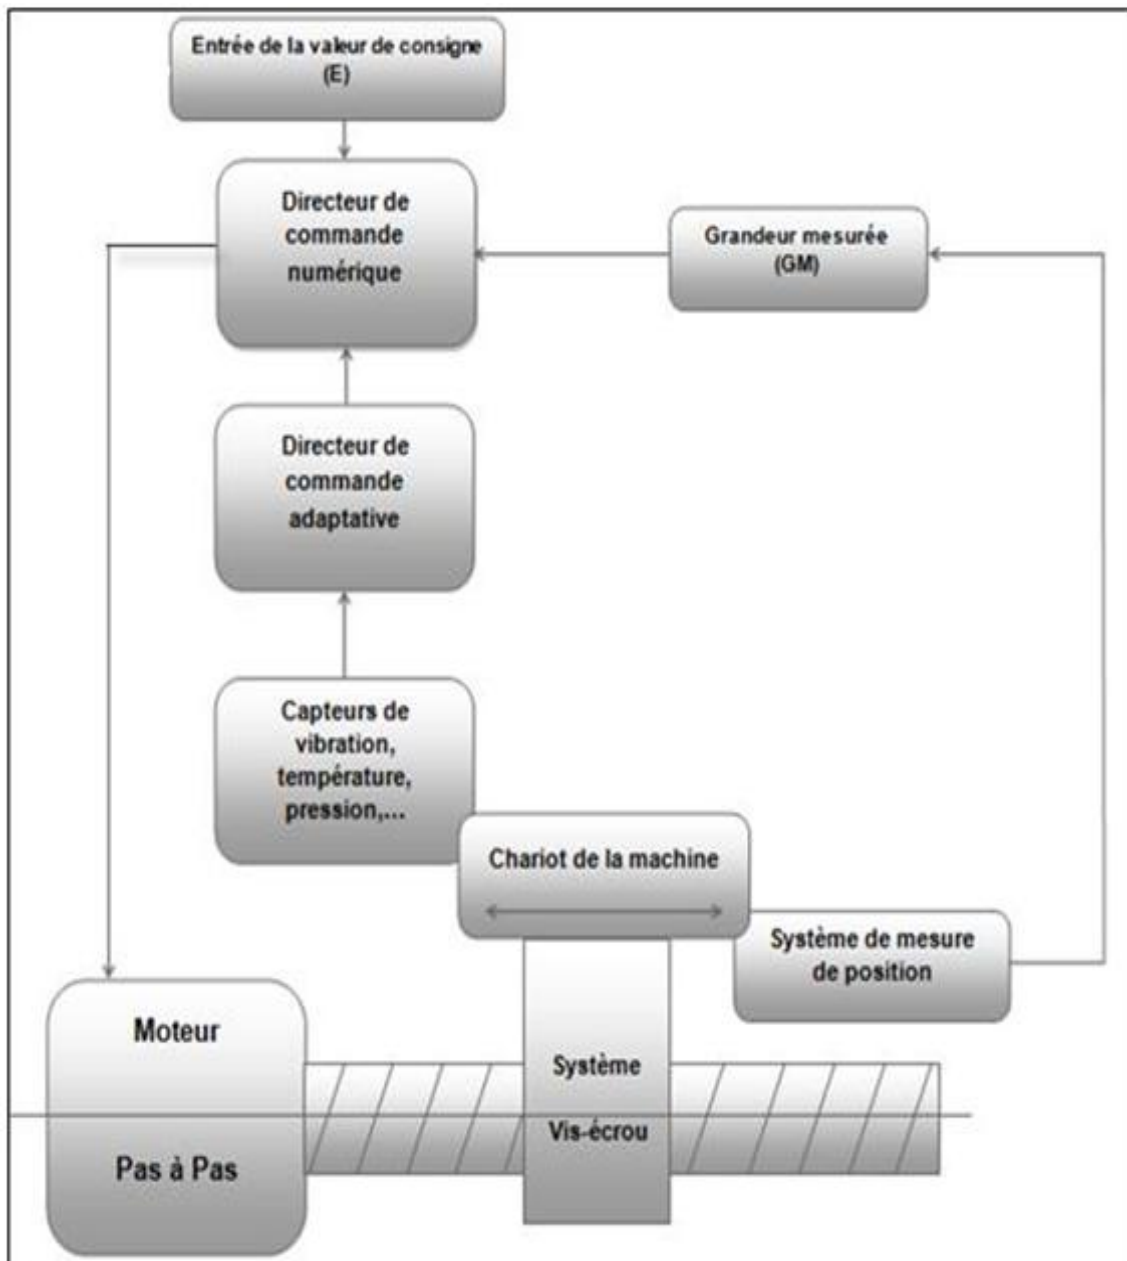 Entrée de la valeur de consigne
(E)
Directeur de
commande
numérique
Grandeur mesurée
(GM)
Directeur de
commande
adaptative
Capteurs de
vibration,
température,
pression,...
Chariot de la machine
Système de mesure
de position
Moteur
Pas à Pas
Système
Vis-écrou